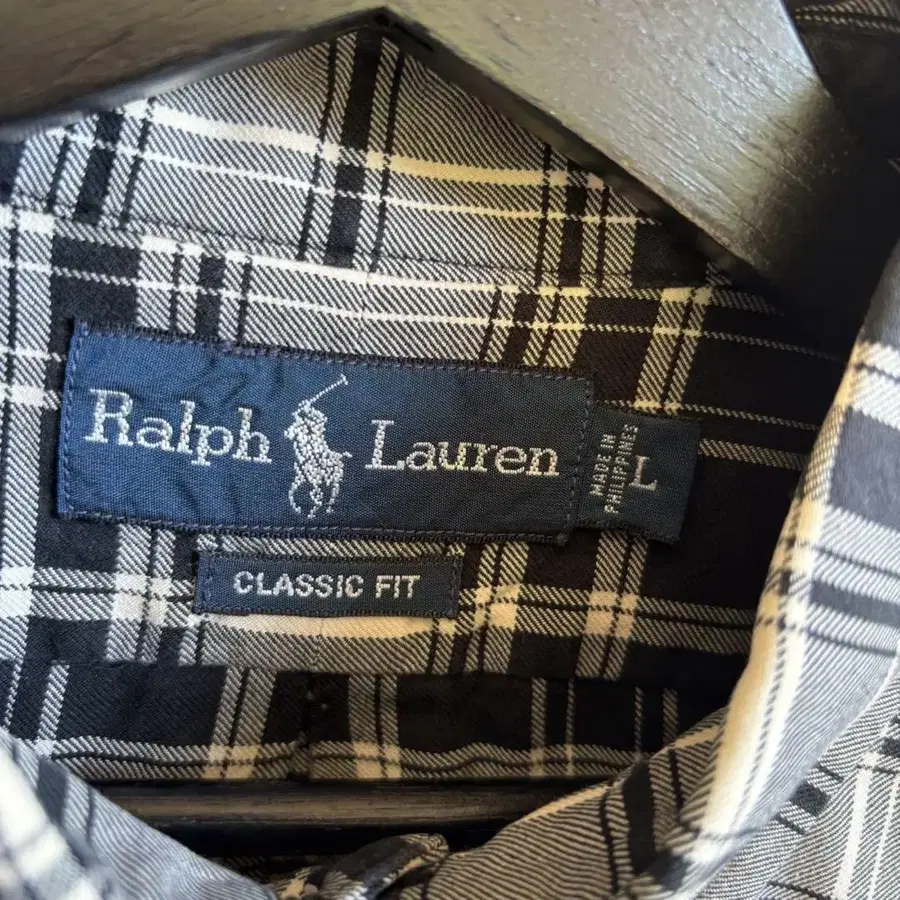 Ralph Lauren
MADE IN
PHILIPPINES
L
CLASSIC FIT